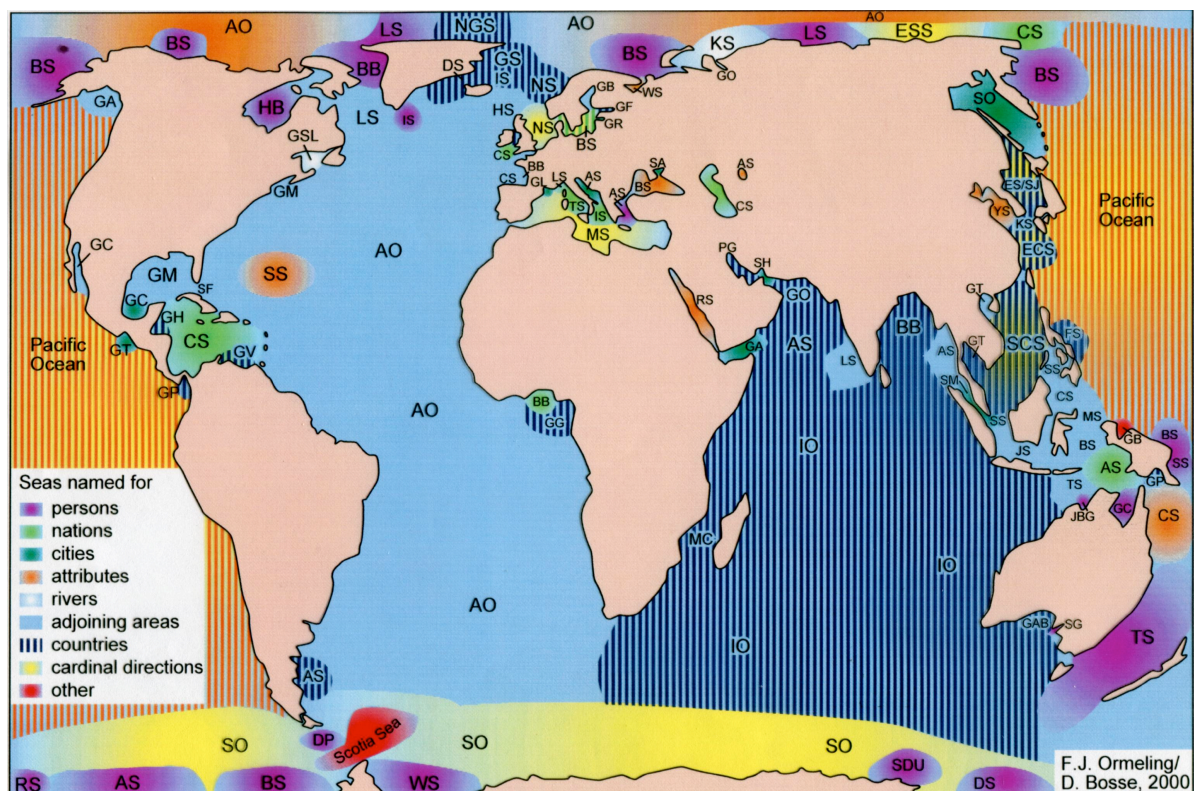 AO
LS
NGS
AO
AO
BS
BS
BS
KS
LS
ESS
CS
BB
DS
GS
IS
NS
GO
BS
GA
HB
LS
IS
HS
GB
WS
GF
GR
SO
NS
BS
GSL
CS
BB
GM
CS
GL
LS
AS
AS
BS
SA
AS
CS
TS
IS
MS
ES/SJ
YS
KS
ECS
Pacific
Ocean
GC
GM
SS
AO
SF
PG
SH
GO
GC
GH
CS
RS
GT
GV
GA
AS
BB
LS
AS
GT
GT
SCS
FS
Pacific
Ocean
GP
AO
BB
GG
SM
SS
SS
CS
MS
BS
GB
BS
SS
IO
JS
AS
TS
GP
JBG
GC
CS
MC
IO
AO
GAB
SG
TS
IO
AS
Seas named for
persons
nations
cities
attributes
rivers
adjoining areas
countries
cardinal directions
other
SO
DP
Scotia Sea
SO
SO
RS
AS
BS
WS
SDU
DS
F.J. Ormeling/
D. Bosse, 2000